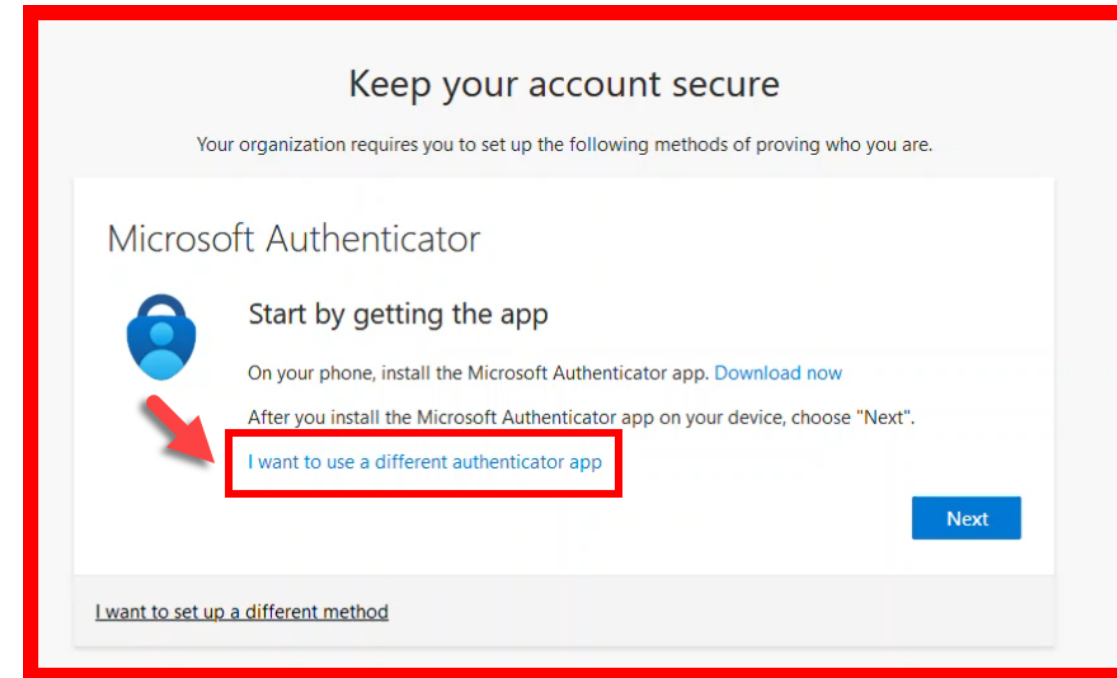 Keep your account secure
Your organization requires you to set up the following methods of proving who you are.
Microsoft Authenticator
Start by getting the app
On your phone, install the Microsoft Authenticator app. Download now
After you install the Microsoft Authenticator app on your device, choose "Next".
I want to use a different authenticator app
Next
I want to set up a different method